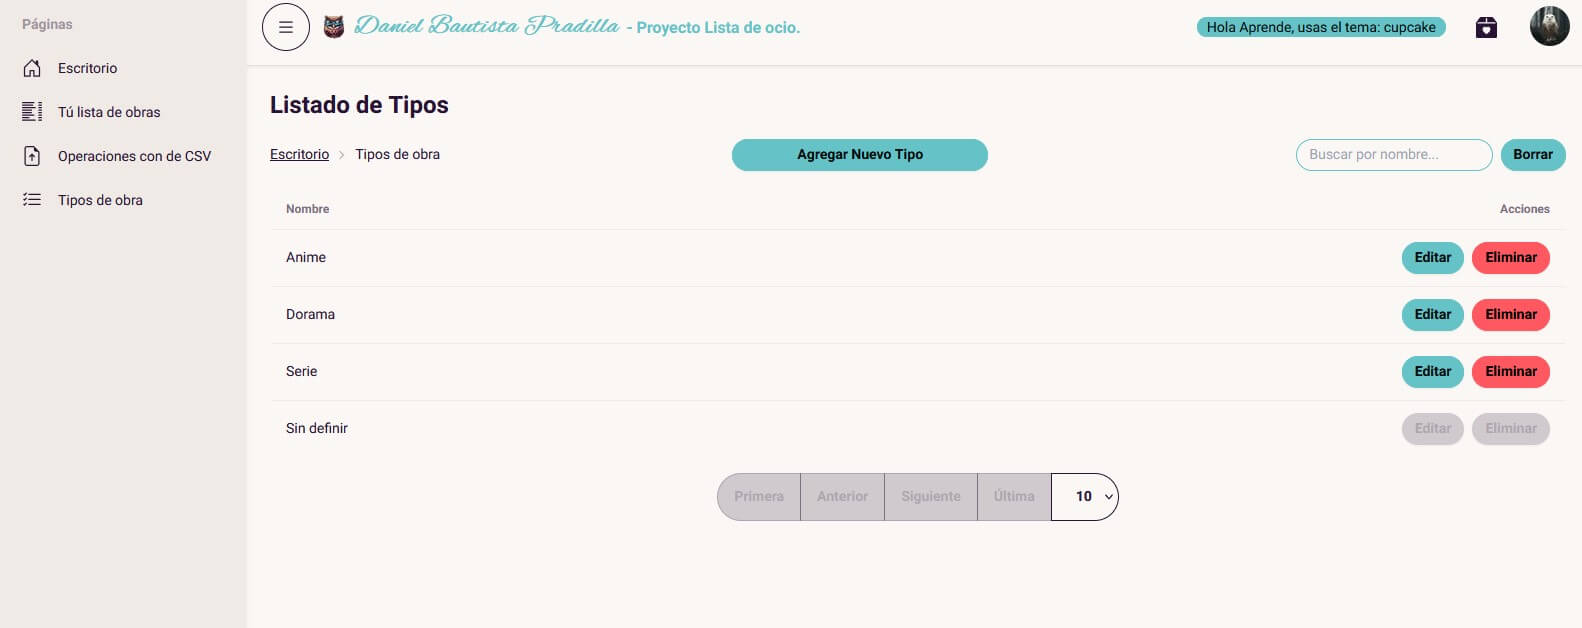 Páginas
Escritorio
Tú lista de obras
Operaciones con de CSV
Tipos de obra
Daniel Bautista Pradilla - Proyecto Lista de ocio.
Hola Aprende, usas el tema: cupcake
Listado de Tipos
Escritorio > Tipos de obra
Agregar Nuevo Tipo
Buscar por nombre...
Borrar
Nombre Acciones
Anime Editar Eliminar
Dorama Editar Eliminar
Serie Editar Eliminar
Sin definir Editar Eliminar
Primera Anterior Siguiente Última 10